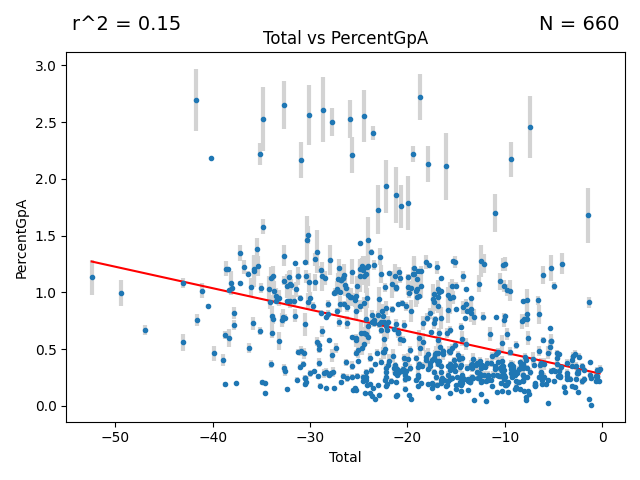 r^2 = 0.15
N = 660
Total vs PercentGpA
3.0
2.5
2.0
1.5
1.0
0.5
0.0
PercentGpA
−50
−40
−30
−20
−10
0
Total